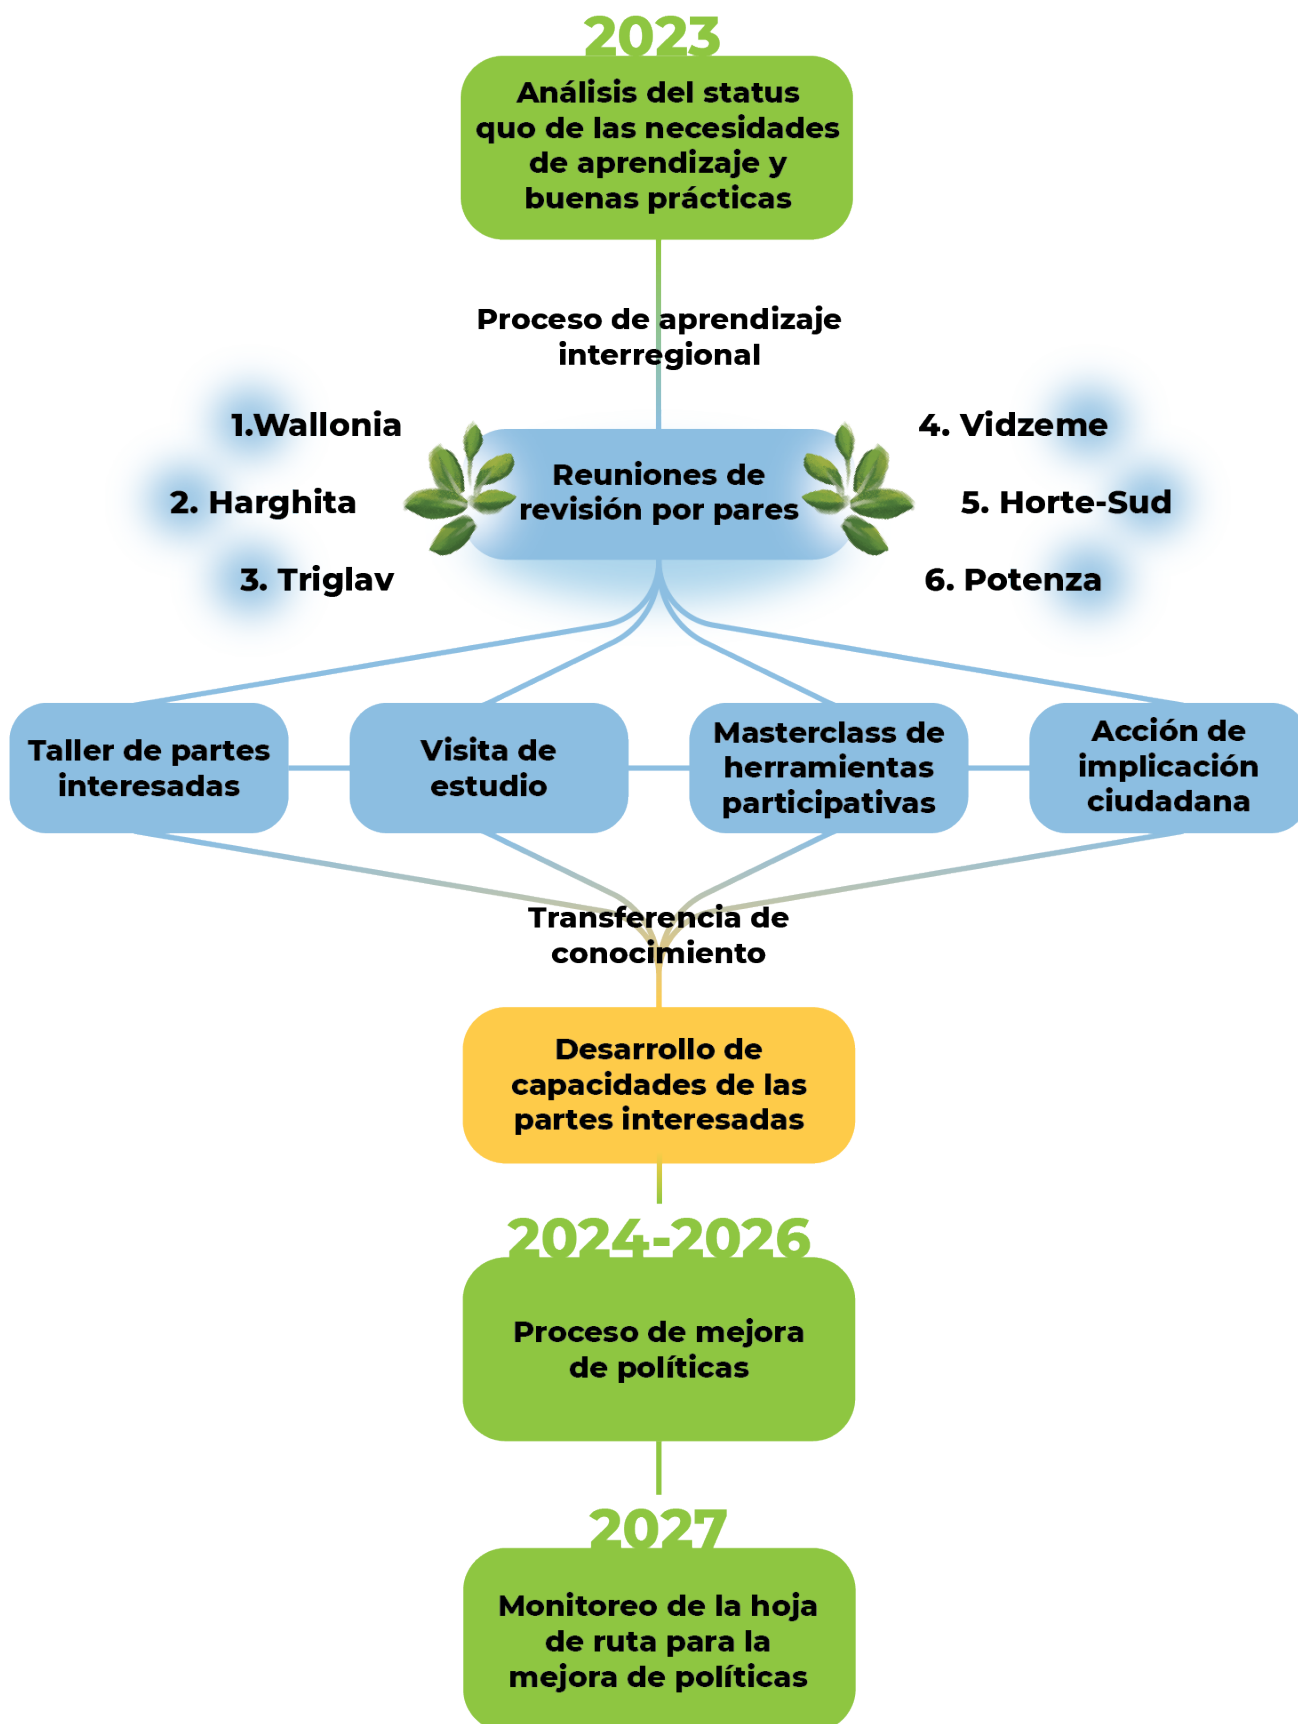 2023
Análisis del status
quo de las necesidades
de aprendizaje y
buenas prácticas
Proceso de aprendizaje
interregional
1.Wallonia
2. Harghita
3. Triglav
Reuniones de
revisión por pares
4. Vidzeme
5. Horte-Sud
6. Potenza
Taller de partes
interesadas
Visita de
estudio
Masterclass de
herramientas
participativas
Acción de
implicación
ciudadana
Transferencia de
conocimiento
Desarrollo de
capacidades de las
partes interesadas
2024-2026
Proceso de mejora
de políticas
2027
Monitoreo de la hoja
de ruta para la
mejora de políticas